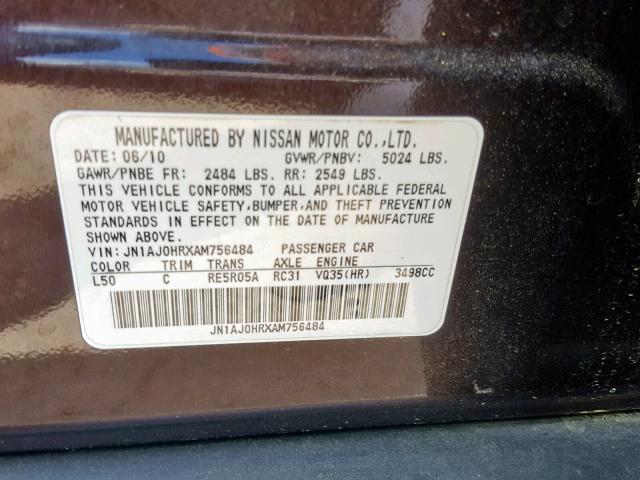 MANUFACTURED BY NISSAN MOTOR CO.,LTD.
DATE: 06/10 GVWR/PNBV: 5024 LBS.
GAWR/PNBE FR: 2484 LBS. RR: 2549 LBS.
THIS VEHICLE CONFORMS TO ALL APPLICABLE FEDERAL
MOTOR VEHICLE SAFETY,BUMPER,AND THEFT PREVENTION
STANDARDS IN EFFECT ON THE DATE OF MANUFACTURE
SHOWN ABOVE.
VIN: JN1AJ0HRXAM756484 PASSENGER CAR
COLOR TRIM TRANS AXLE ENGINE
L50 C RE5R05A RC31 VQ35(HR) 3498CC
JN1AJ0HRXAM756484